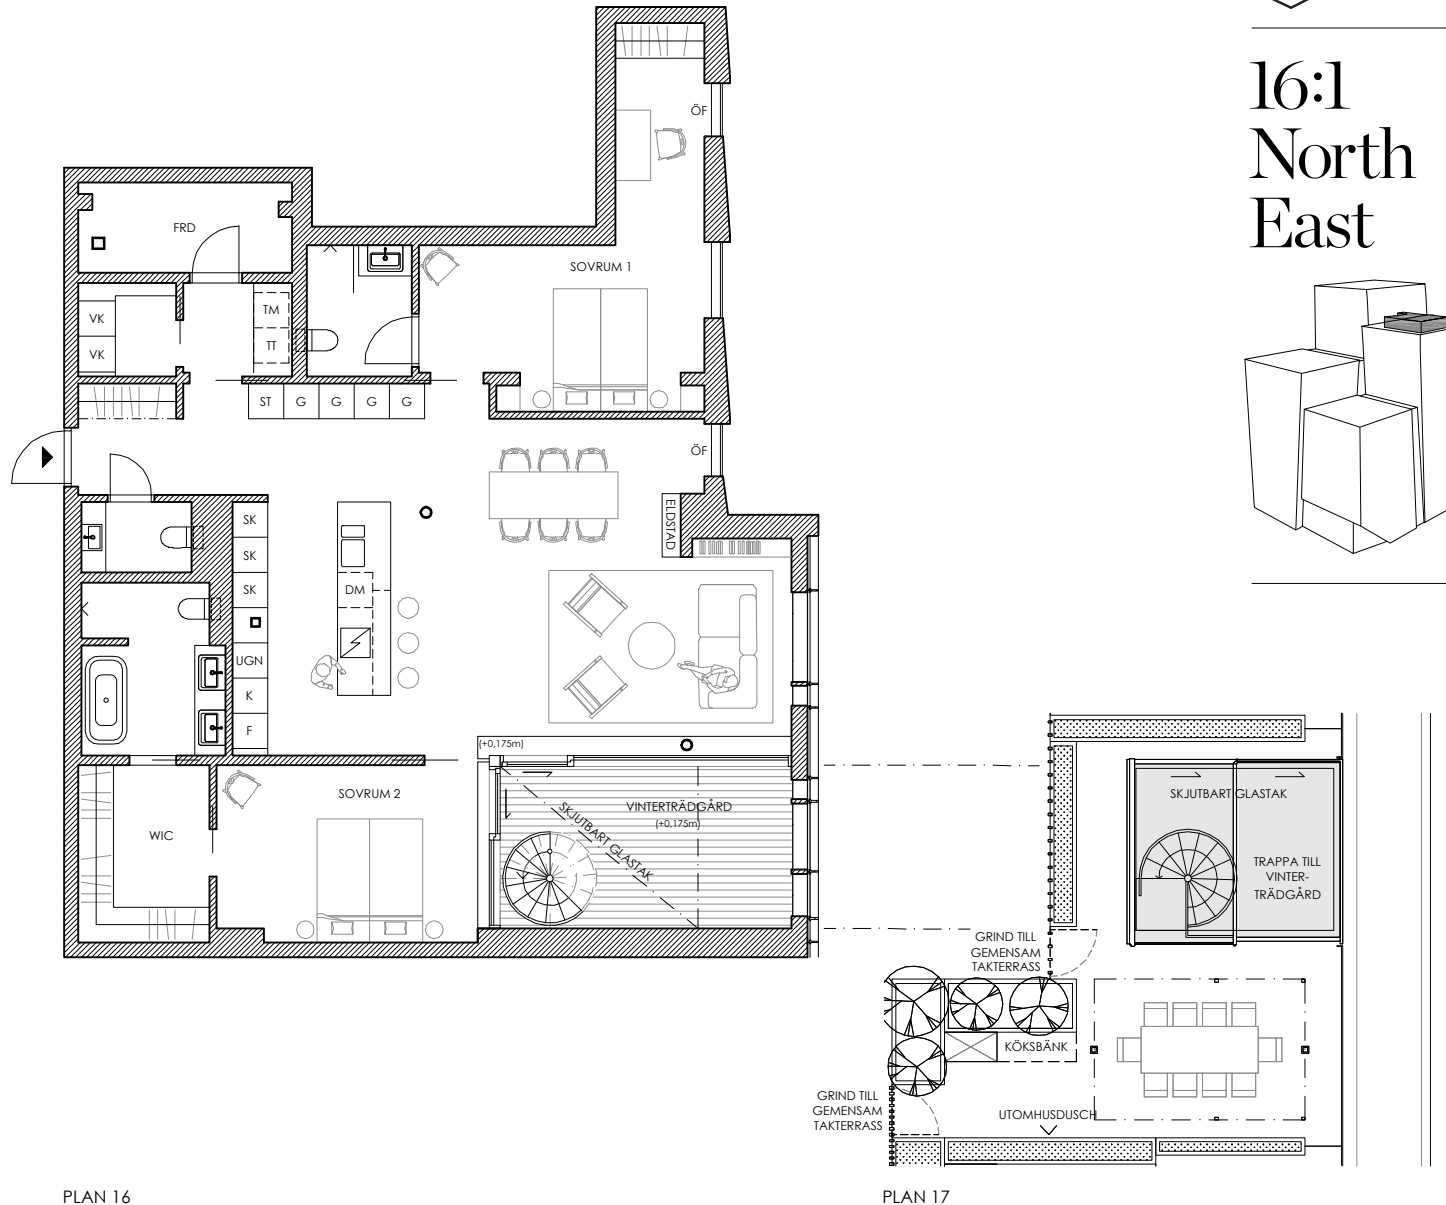 16:1
North
East
ÖF
FRD
SOVRUM 1
VK
VK
TM
TT
ST
G
G
G
G
ÖF
ELDSTAD
SK
SK
SK
DM
UGN
K
F
(+0,175m)
SOVRUM 2
VINTERTRÄDGÅRD
(+0,175m)
SKJUTBART GLASTAK
WIC
SKJUTBART GLASTAK
TRAPPA TILL
VINTER-
TRÄDGÅRD
GRIND TILL
GEMENSAM
TAKTERRASS
KÖKSBÄNK
GRIND TILL
GEMENSAM
TAKTERRASS
UTOMHUSDUSCH
PLAN 16
PLAN 17